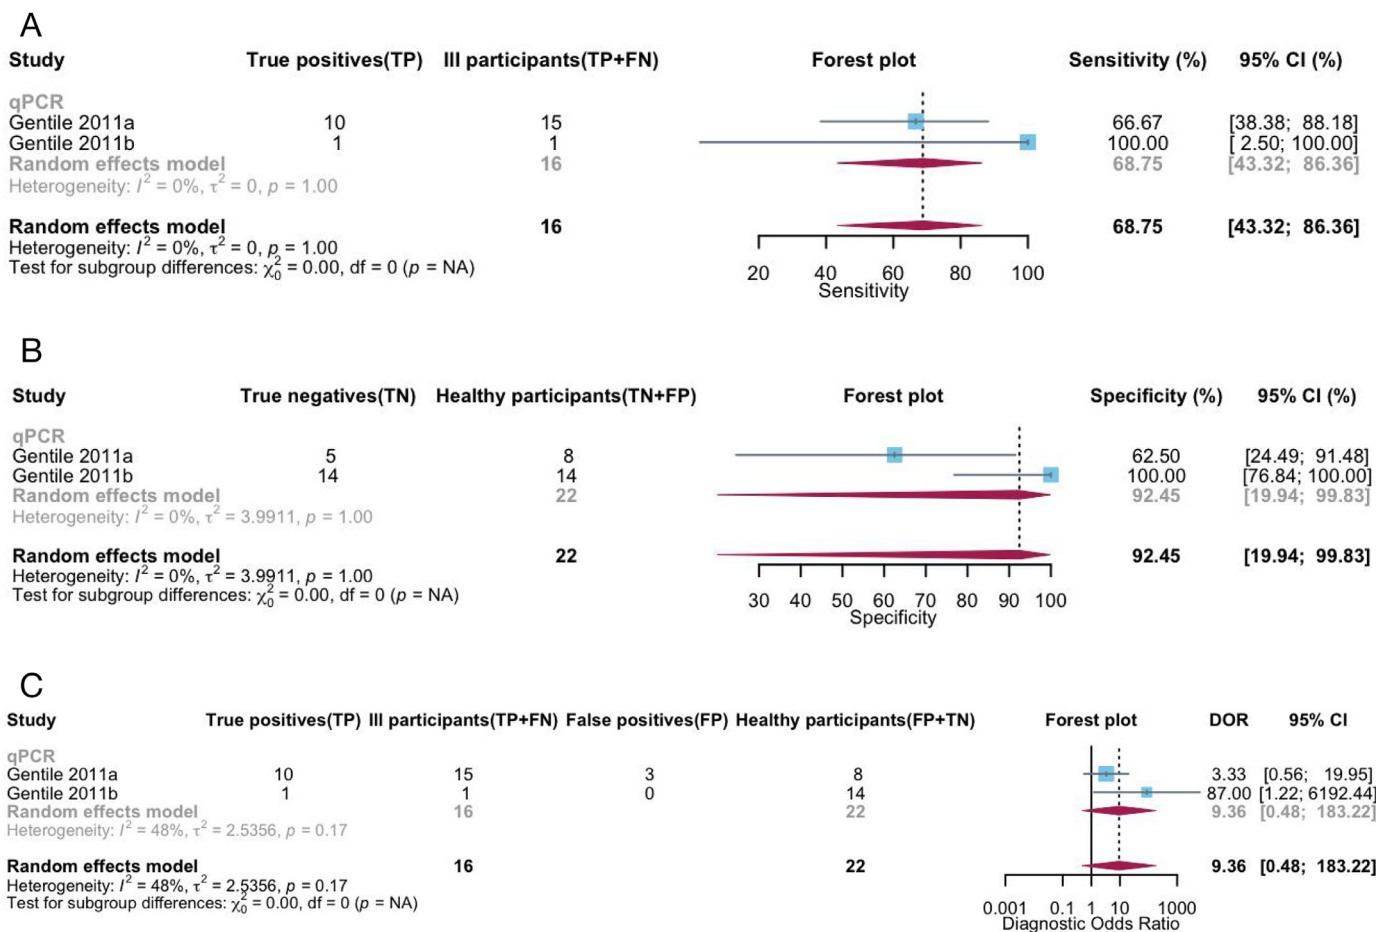 A
Study True positives(TP) Ill participants(TP+FN) Forest plot Sensitivity (%) 95% CI (%)
qPCR
Gentile 2011a 10 15 66.67 [38.38; 88.18]
Gentile 2011b 1 1 100.00 [ 2.50; 100.00]
Random effects model 16 68.75 [43.32; 86.36]
Heterogeneity: I² = 0%, τ² = 0, p = 1.00
Random effects model 16 68.75 [43.32; 86.36]
Heterogeneity: I² = 0%, τ² = 0, p = 1.00
Test for subgroup differences: χ²₀ = 0.00, df = 0 (p = NA)
20 40 60 80 100
Sensitivity
B
Study True negatives(TN) Healthy participants(TN+FP) Forest plot Specificity (%) 95% CI (%)
qPCR
Gentile 2011a 5 8 62.50 [24.49; 91.48]
Gentile 2011b 14 14 100.00 [76.84; 100.00]
Random effects model 22 92.45 [19.94; 99.83]
Heterogeneity: I² = 0%, τ² = 3.9911, p = 1.00
Random effects model 22 92.45 [19.94; 99.83]
Heterogeneity: I² = 0%, τ² = 3.9911, p = 1.00
Test for subgroup differences: χ²₀ = 0.00, df = 0 (p = NA)
30 40 50 60 70 80 90 100
Specificity
C
Study True positives(TP) Ill participants(TP+FN) False positives(FP) Healthy participants(FP+TN) Forest plot DOR 95% CI
qPCR
Gentile 2011a 10 15 3 8 3.33 [0.56; 19.95]
Gentile 2011b 1 1 0 14 87.00 [1.22; 6192.44]
Random effects model 16 22 9.36 [0.48; 183.22]
Heterogeneity: I² = 48%, τ² = 2.5356, p = 0.17
Random effects model 16 22 9.36 [0.48; 183.22]
Heterogeneity: I² = 48%, τ² = 2.5356, p = 0.17
Test for subgroup differences: χ²₀ = 0.00, df = 0 (p = NA)
0.001 0.1 1 10 1000
Diagnostic Odds Ratio